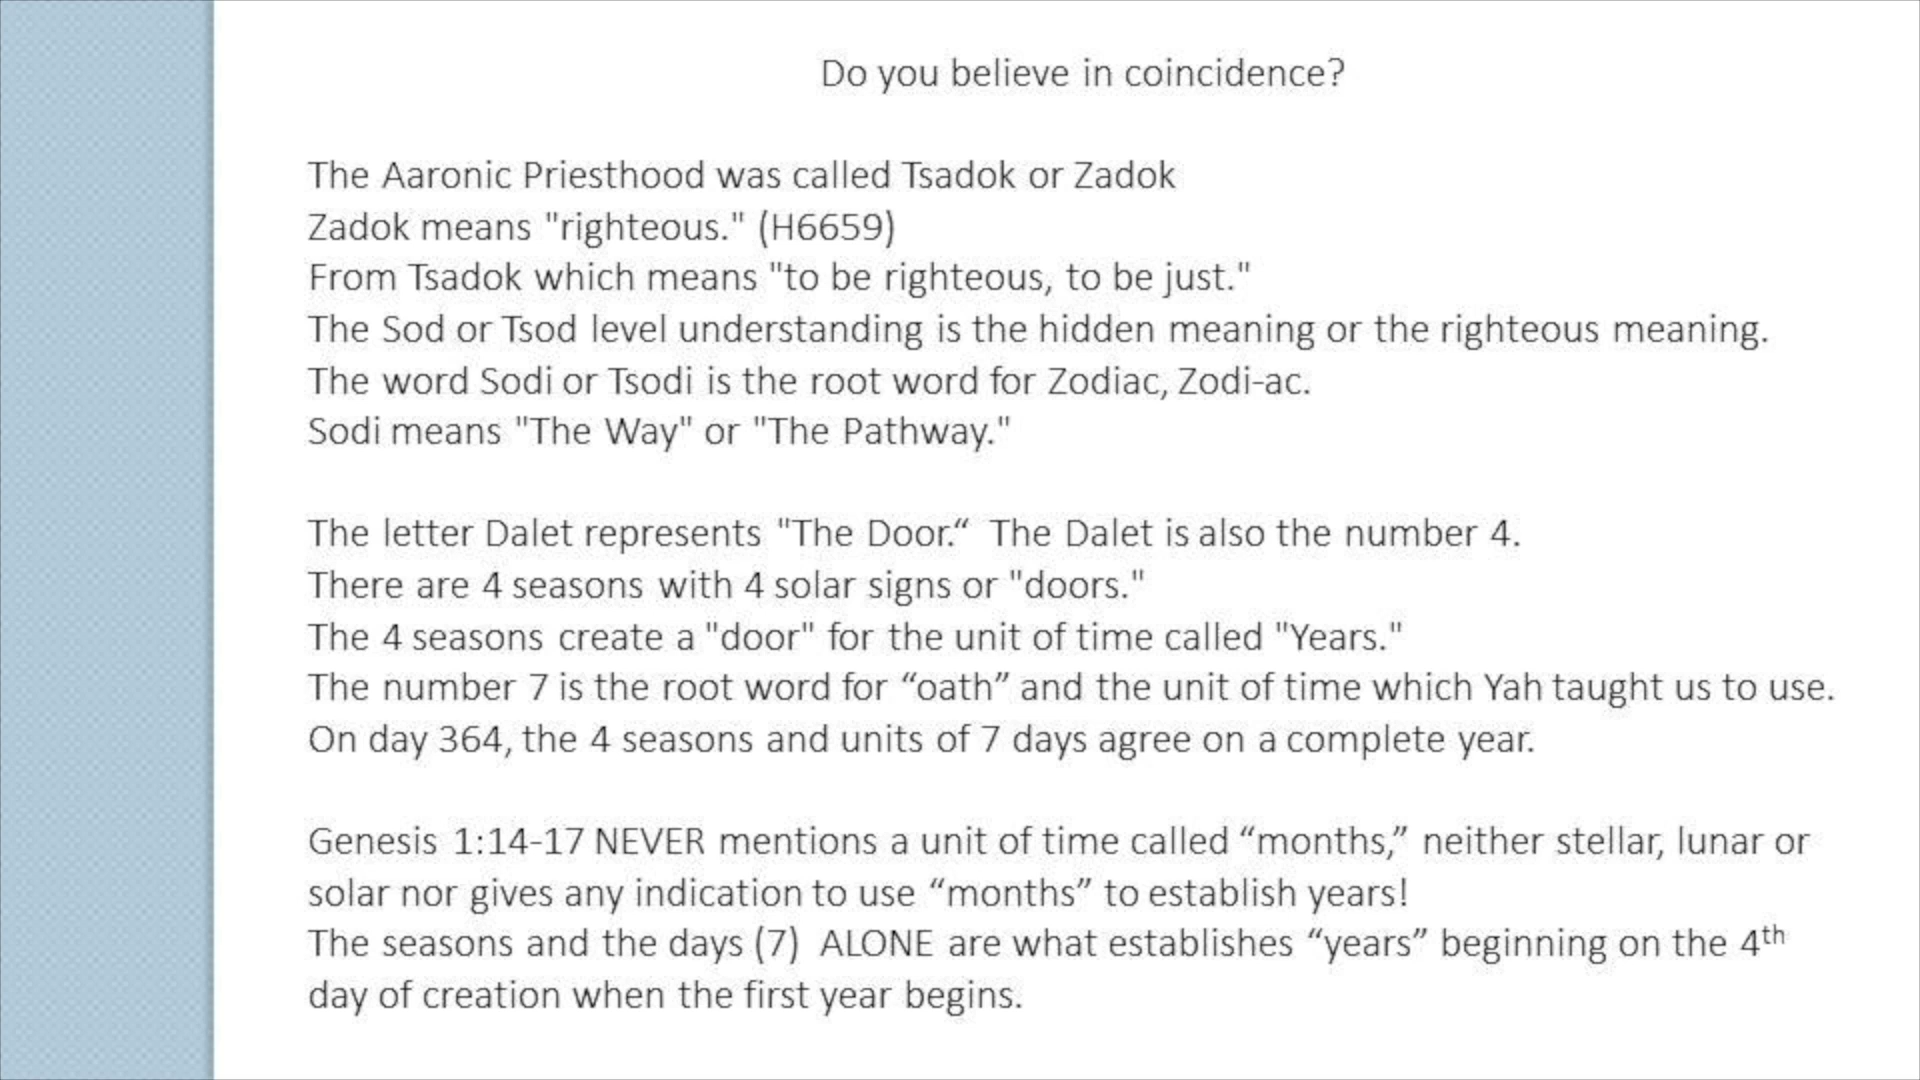 Do you believe in coincidence?
The Aaronic Priesthood was called Tsadok or Zadok
Zadok means "righteous." (H6659)
From Tsadok which means "to be righteous, to be just."
The Sod or Tsod level understanding is the hidden meaning or the righteous meaning.
The word Sodi or Tsodi is the root word for Zodiac, Zodi-ac.
Sodi means "The Way" or "The Pathway."
The letter Dalet represents "The Door.“ The Dalet is also the number 4.
There are 4 seasons with 4 solar signs or "doors."
The 4 seasons create a "door" for the unit of time called "Years."
The number 7 is the root word for “oath” and the unit of time which Yah taught us to use.
On day 364, the 4 seasons and units of 7 days agree on a complete year.
Genesis 1:14-17 NEVER mentions a unit of time called “months,” neither stellar, lunar or
solar nor gives any indication to use “months” to establish years!
The seasons and the days (7) ALONE are what establishes “years” beginning on the 4th
day of creation when the first year begins.